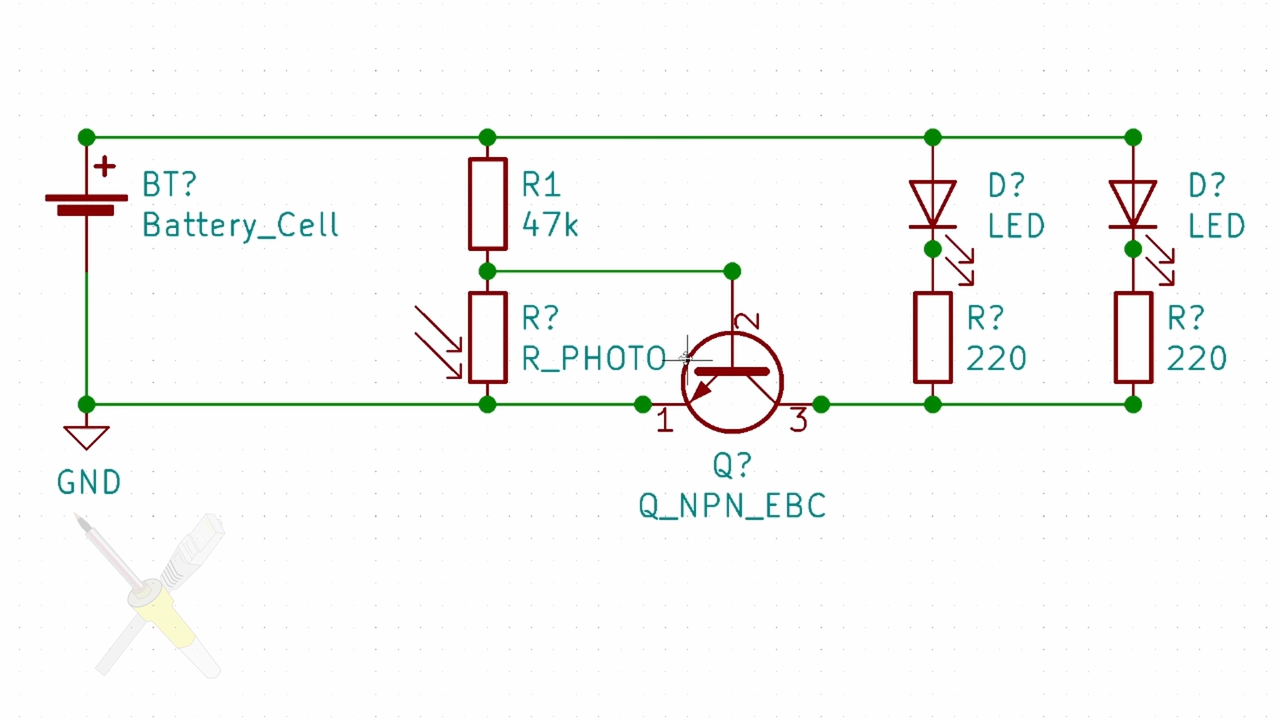 +
BT?
Battery_Cell
GND
R1
47k
R?
R_PHOTO
2
1
3
Q?
Q_NPN_EBC
D?
LED
R?
220
D?
LED
R?
220